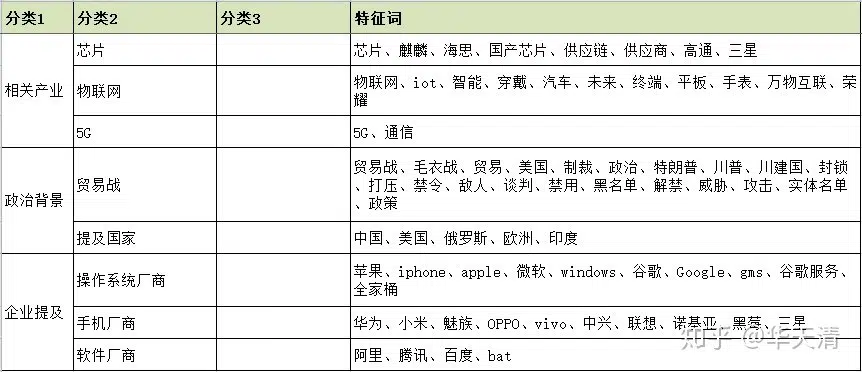 分类1 分类2 分类3 特征词
芯片 芯片、麒麟、海思、国产芯片、供应链、供应商、高通、三星
相关产业 物联网 物联网、iot、智能、穿戴、汽车、未来、终端、平板、手表、万物互联、荣
耀
5G 5G、通信
政治背景 贸易战 贸易战、毛衣战、贸易、美国、制裁、政治、特朗普、川普、川建国、封锁
、打压、禁令、敌人、谈判、禁用、黑名单、解禁、威胁、攻击、实体名单
、政策
提及国家 中国、美国、俄罗斯、欧洲、印度
企业提及 操作系统厂商 苹果、iphone、apple、微软、windows、谷歌、Google、gms、谷歌服务、
全家桶
手机厂商 华为、小米、魅族、OPPO、vivo、中兴、联想、诺基亚、黑莓、三星
软件厂商 阿里、腾讯、百度、bat
知乎 @华天清